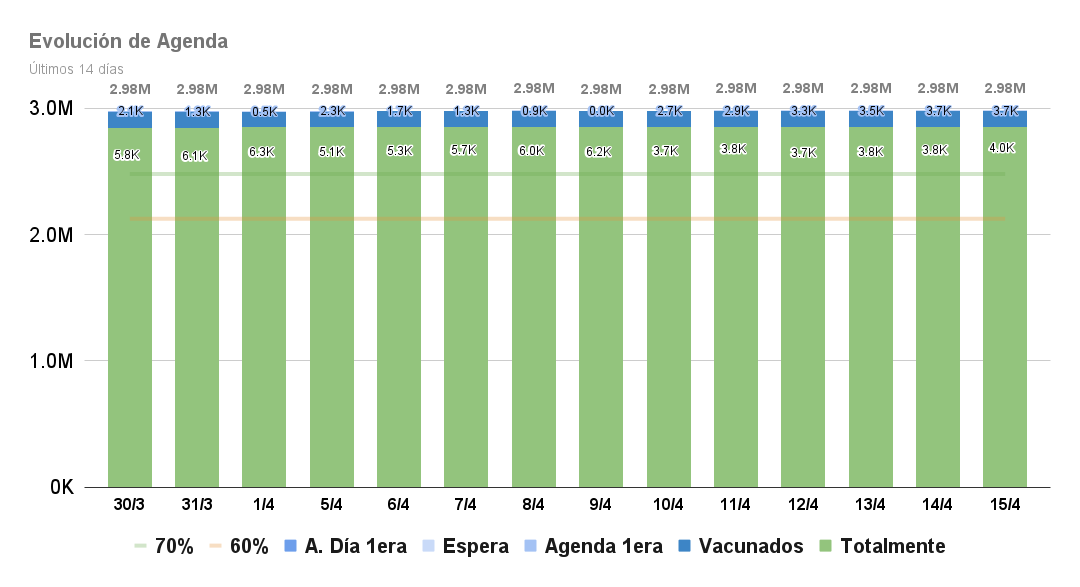 Evolución de Agenda
Últimos 14 días
2.98M 2.98M 2.98M 2.98M 2.98M 2.98M 2.98M 2.98M 2.98M 2.98M 2.98M 2.98M 2.98M 2.98M
3.0M 2.1K 1.3K 0.5K 2.3K 1.7K 1.3K 0.9K 0.0K 2.7K 2.9K 3.3K 3.5K 3.7K 3.7K
5.8K 6.1K 6.3K 5.1K 5.3K 5.7K 6.0K 6.2K 3.7K 3.8K 3.7K 3.8K 3.8K 4.0K
2.0M
1.0M
0K
30/3 31/3 1/4 5/4 6/4 7/4 8/4 9/4 10/4 11/4 12/4 13/4 14/4 15/4
70% 60% A. Día 1era Espera Agenda 1era Vacunados Totalmente